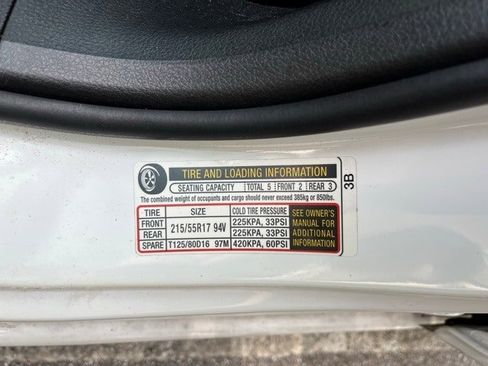 TIRE AND LOADING INFORMATION
SEATING CAPACITY TOTAL 5 FRONT 2 REAR 3
The combined weight of occupants and cargo should never exceed 385kg or 850lbs.
3B
TIRE SIZE COLD TIRE PRESSURE SEE OWNER'S MANUAL FOR ADDITIONAL INFORMATION
FRONT 215/55R17 94V 225KPA, 33PSI
REAR 225KPA, 33PSI
SPARE T125/80D16 97M 420KPA, 60PSI